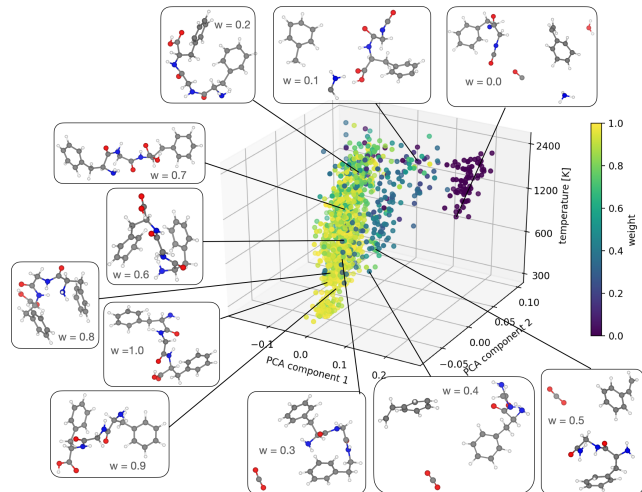 w = 0.2
w = 0.1
w = 0.0
w = 0.7
w = 0.6
w = 0.8
w =1.0
w = 0.9
w = 0.3
w = 0.4
w = 0.5
2400
1200
600
300
temperature [K]
−0.1
0.0
0.1
0.2
PCA component 1
−0.05
0.00
0.05
0.10
PCA component 2
1.0
0.8
0.6
0.4
0.2
0.0
weight